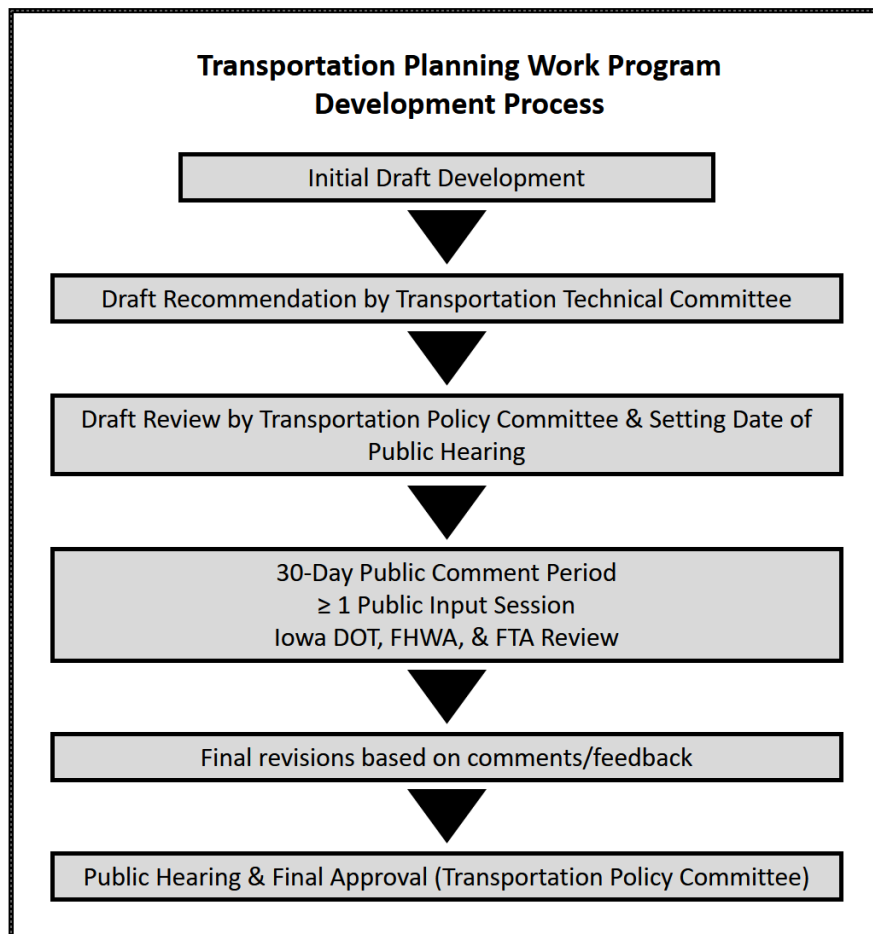 Transportation Planning Work Program
Development Process
Initial Draft Development
Draft Recommendation by Transportation Technical Committee
Draft Review by Transportation Policy Committee & Setting Date of
Public Hearing
30-Day Public Comment Period
≥ 1 Public Input Session
Iowa DOT, FHWA, & FTA Review
Final revisions based on comments/feedback
Public Hearing & Final Approval (Transportation Policy Committee)